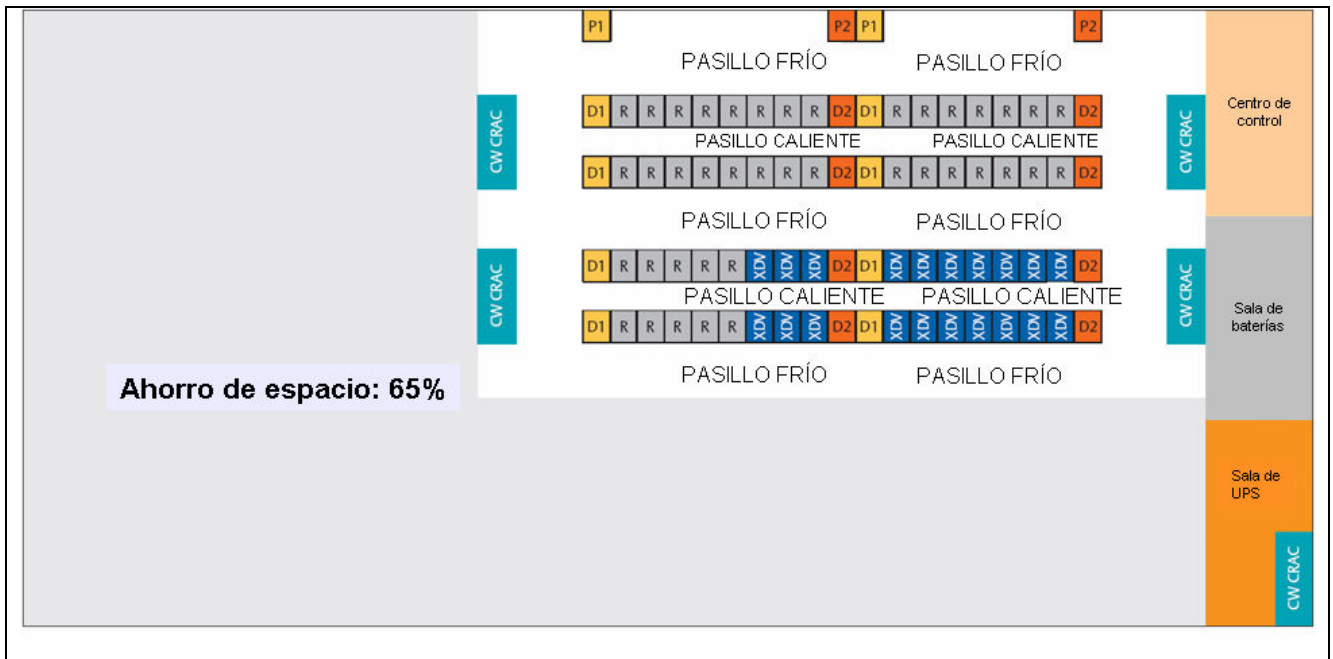 P1 P2 P1 P2
PASILLO FRÍO PASILLO FRÍO
D1 R R R R R R R R D2 D1 R R R R R R R D2
PASILLO CALIENTE PASILLO CALIENTE
D1 R R R R R R R R D2 D1 R R R R R R R D2
PASILLO FRÍO PASILLO FRÍO
D1 R R R R R XDV XDV XDV D2 D1 XDV XDV XDV XDV XDV XDV XDV D2
PASILLO CALIENTE PASILLO CALIENTE
D1 R R R R R XDV XDV XDV D2 D1 XDV XDV XDV XDV XDV XDV XDV D2
PASILLO FRÍO PASILLO FRÍO
CW CRAC
CW CRAC
CW CRAC
CW CRAC
Ahorro de espacio: 65%
Centro de
control
Sala de
baterías
Sala de
UPS
CW CRAC